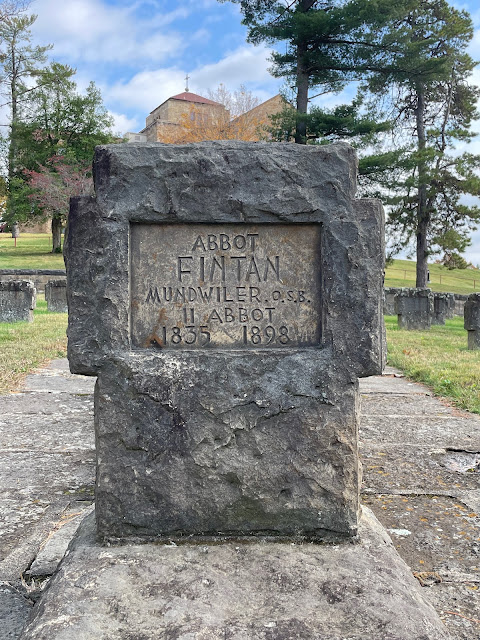 ABBOT
FINTAN
MUNDWILER.O.S.B.
II ABBOT
1835 1898